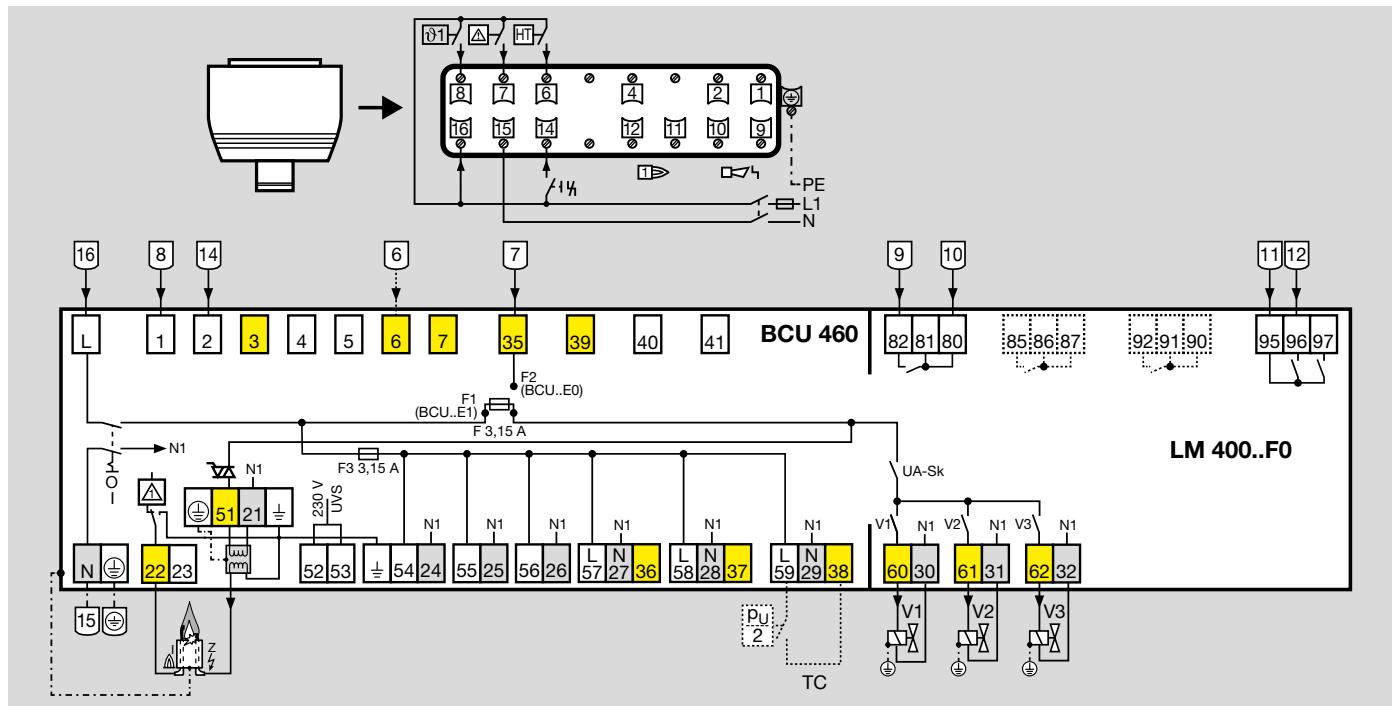 ϑ1
HT
8 7 6 4 2 1
16 15 14 12 11 10 9
1
PE
L1
N
16 8 14 6 7 9 10 11 12
L 1 2 3 4 5 6 7 35 39 40 41
BCU 460
82 81 80 85 86 87 92 91 90 95 96 97
F2
(BCU..E0)
F1
(BCU..E1)
F 3,15 A
N1
F3 3,15 A
LM 400..F0
UA-Sk
O
I
1
N1
51 21
230 V
UVS
N1 N1 N1 N1 N1 N1
V1 N1 V2 N1 V3 N1
N 22 23 52 53 54 24 55 25 56 26
L 57 N 27 36
L 58 N 28 37
L 59 N 29 38
60 30 61 31 62 32
15
I
Z
pU
2
TC
V1 V2 V3